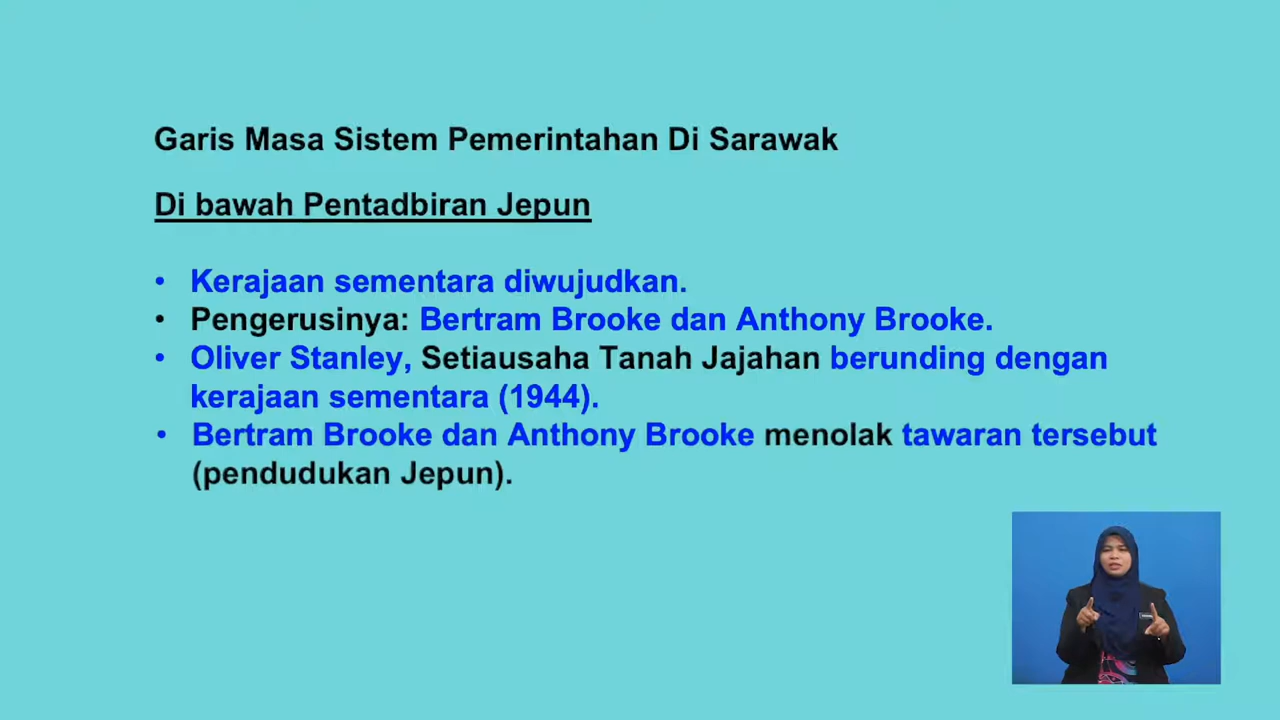 Garis Masa Sistem Pemerintahan Di Sarawak
Di bawah Pentadbiran Jepun
• Kerajaan sementara diwujudkan.
• Pengerusinya: Bertram Brooke dan Anthony Brooke.
• Oliver Stanley, Setiausaha Tanah Jajahan berunding dengan
kerajaan sementara (1944).
• Bertram Brooke dan Anthony Brooke menolak tawaran tersebut
(pendudukan Jepun).